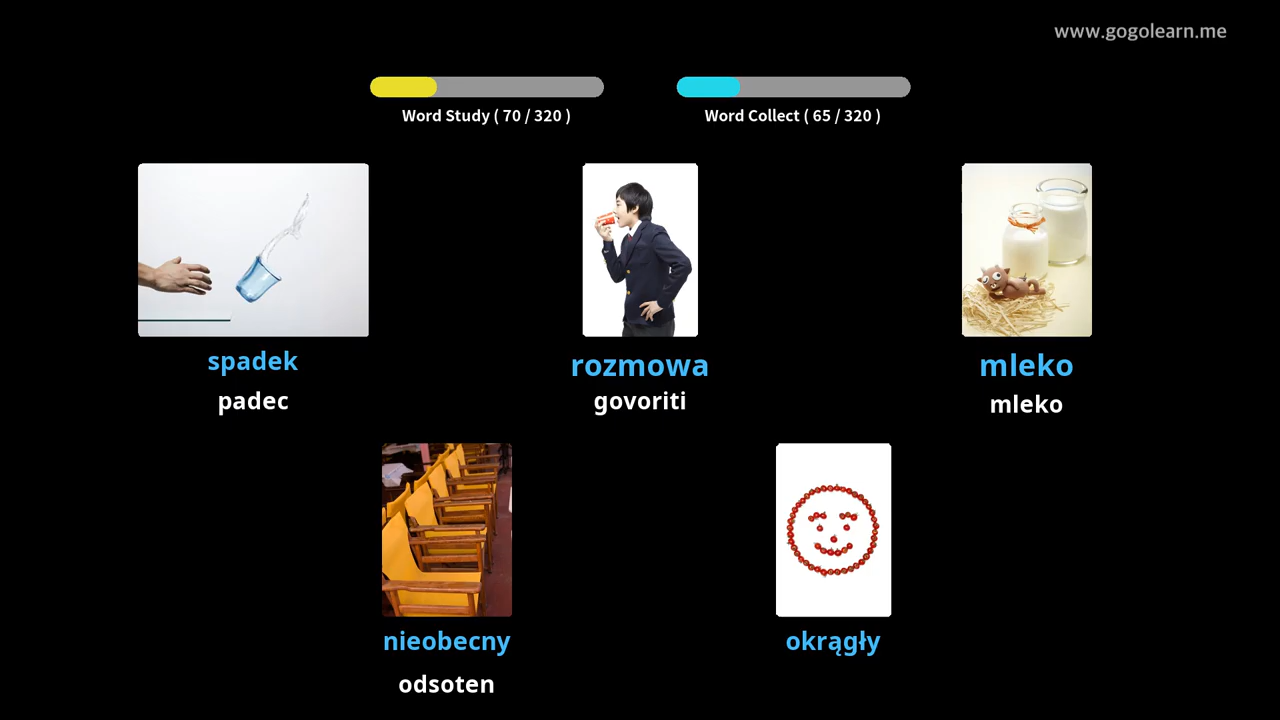 www.gogolearn.me
Word Study ( 70 / 320 )
Word Collect ( 65 / 320 )
spadek
padec
rozmowa
govoriti
mleko
mleko
nieobecny
odsoten
okrągły